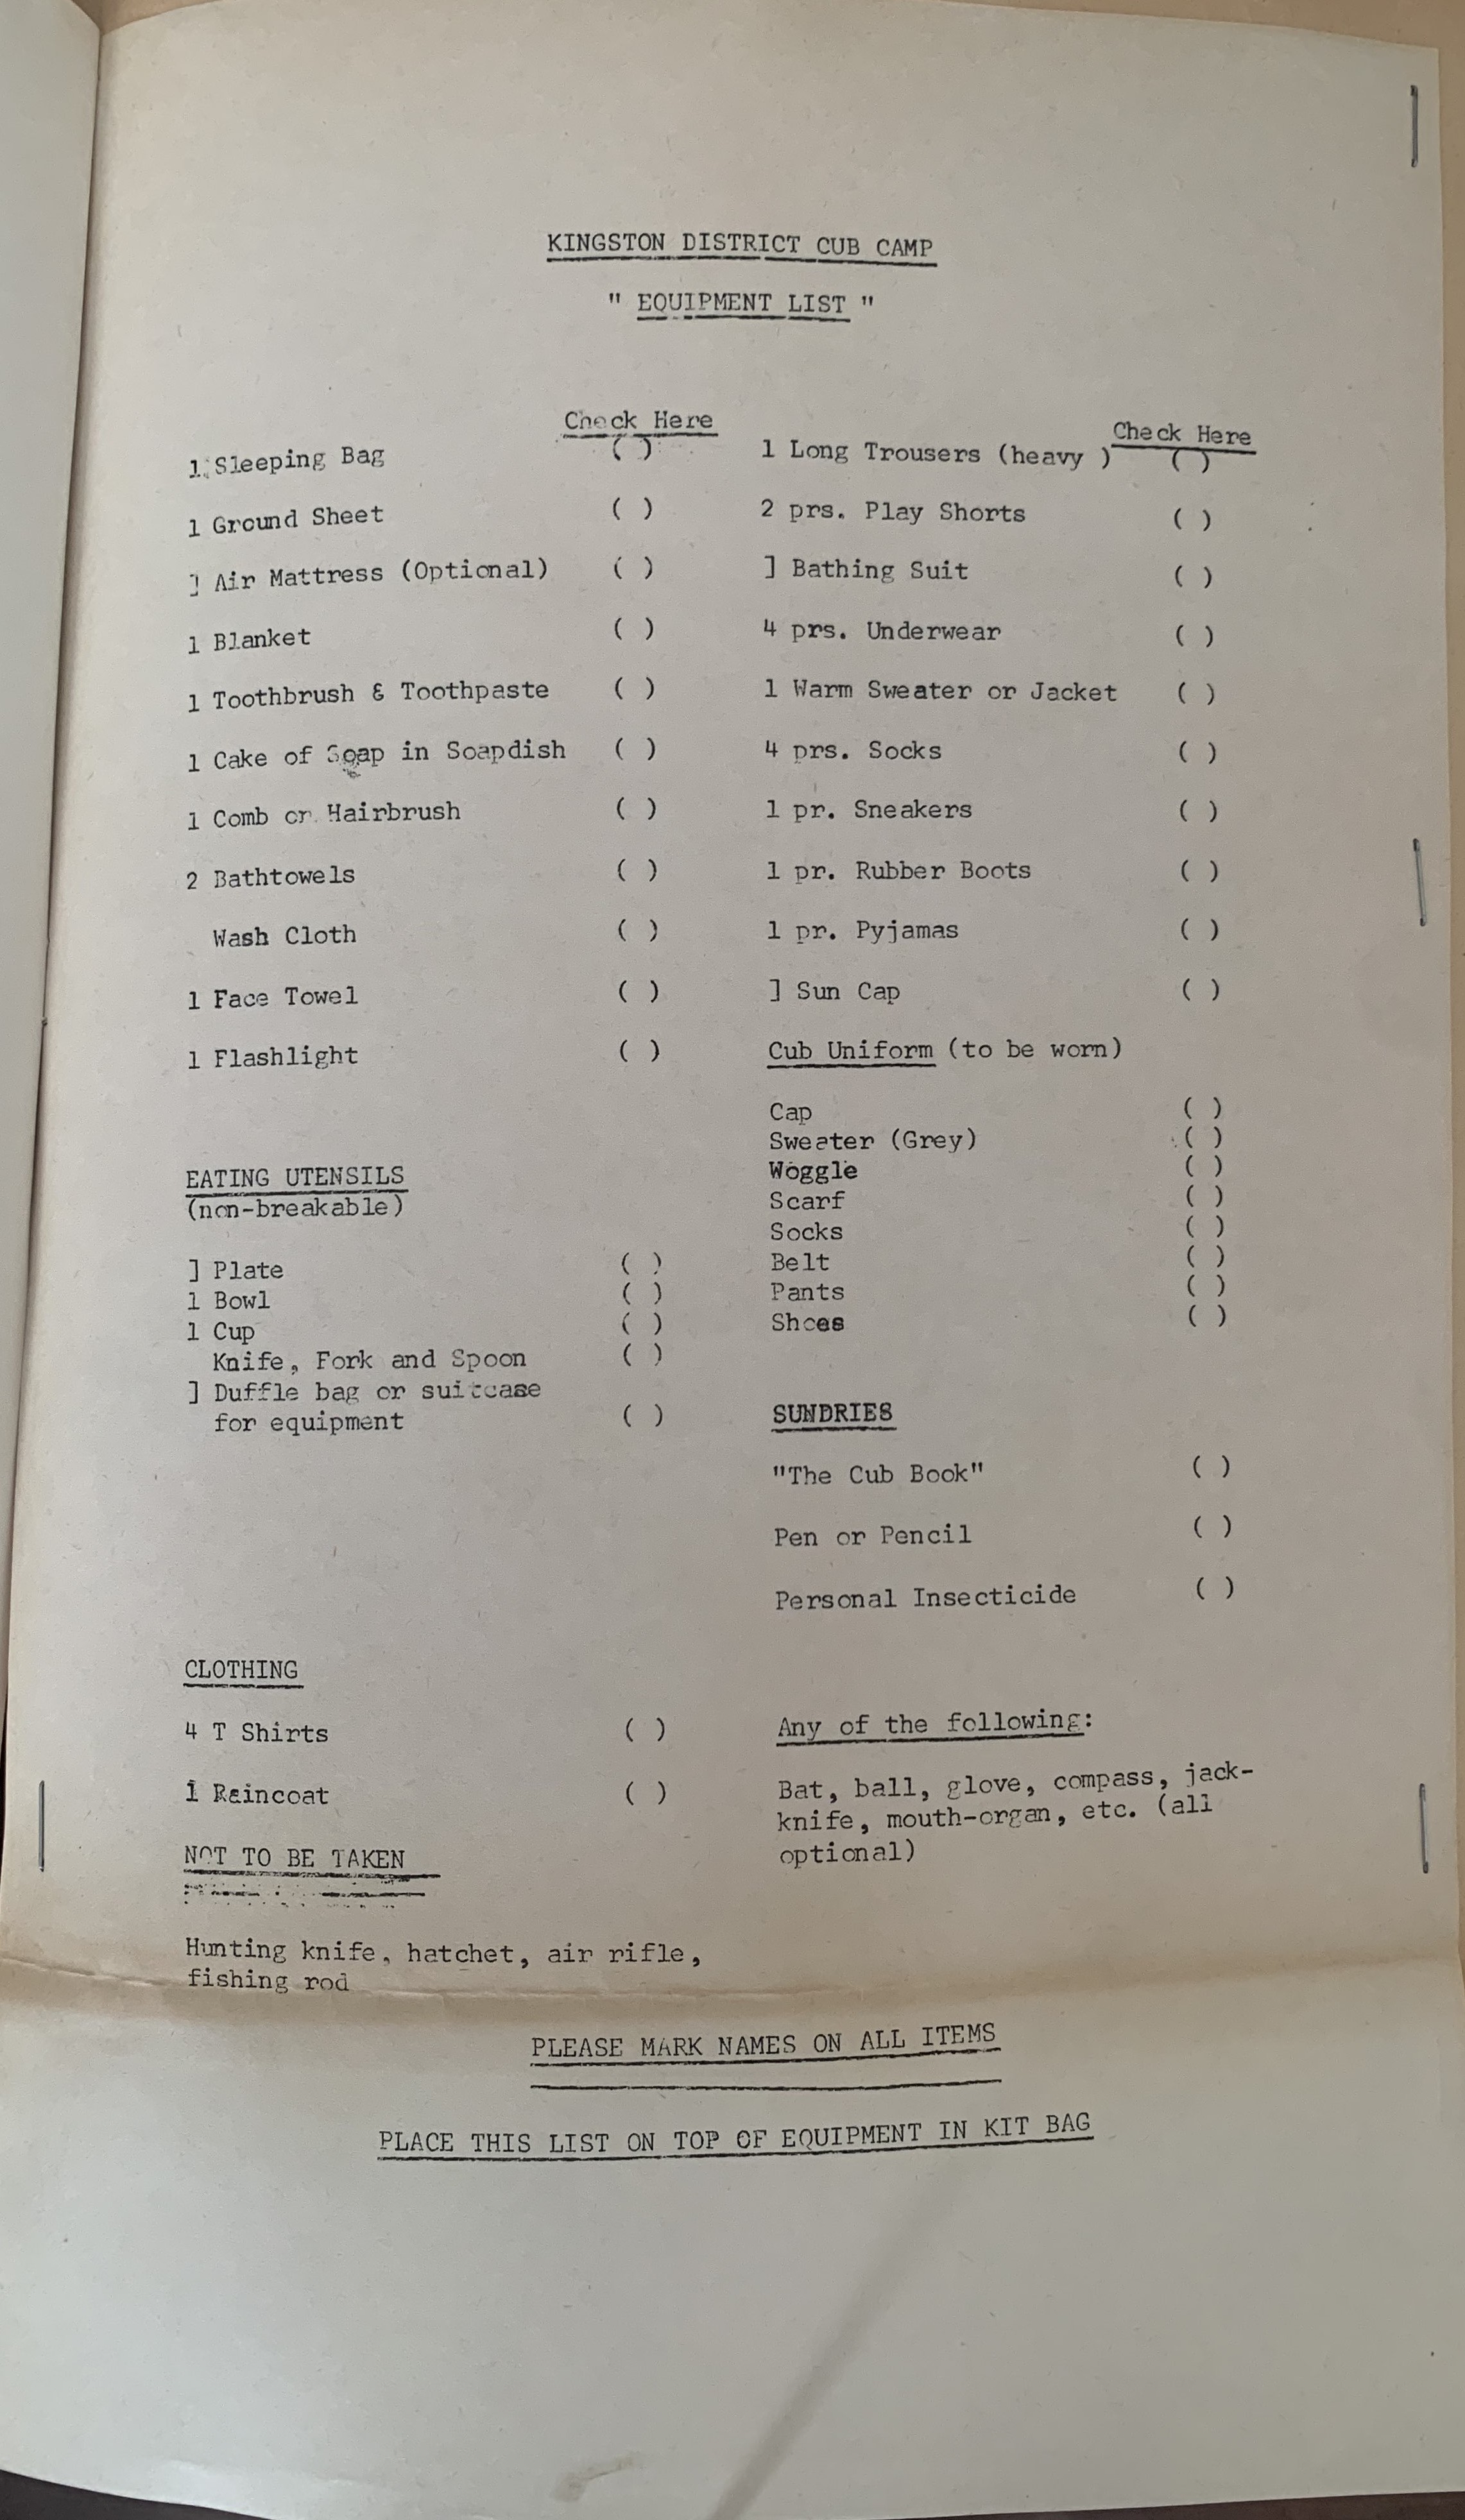 KINGSTON DISTRICT CUB CAMP
" EQUIPMENT LIST "
Check Here
1 Sleeping Bag ( )
1 Ground Sheet ( )
1 Air Mattress (Optional) ( )
1 Blanket ( )
1 Toothbrush & Toothpaste ( )
1 Cake of Soap in Soapdish ( )
1 Comb or Hairbrush ( )
2 Bathtowels ( )
Wash Cloth ( )
1 Face Towel ( )
1 Flashlight ( )
EATING UTENSILS
(non-breakable)
1 Plate ( )
1 Bowl ( )
1 Cup ( )
Knife, Fork and Spoon ( )
1 Duffle bag or suitcase
for equipment ( )
CLOTHING
4 T Shirts ( )
1 Raincoat ( )
NOT TO BE TAKEN
Hunting knife, hatchet, air rifle,
fishing rod
Check Here
1 Long Trousers (heavy ) ( )
2 prs. Play Shorts ( )
1 Bathing Suit ( )
4 prs. Underwear ( )
1 Warm Sweater or Jacket ( )
4 prs. Socks ( )
1 pr. Sneakers ( )
1 pr. Rubber Boots ( )
1 pr. Pyjamas ( )
1 Sun Cap ( )
Cub Uniform (to be worn)
Cap ( )
Sweater (Grey) ( )
Woggle ( )
Scarf ( )
Socks ( )
Belt ( )
Pants ( )
Shoes ( )
SUNDRIES
"The Cub Book" ( )
Pen or Pencil ( )
Personal Insecticide ( )
Any of the following:
Bat, ball, glove, compass, jack-
knife, mouth-organ, etc. (all
optional)
PLEASE MARK NAMES ON ALL ITEMS
PLACE THIS LIST ON TOP OF EQUIPMENT IN KIT BAG